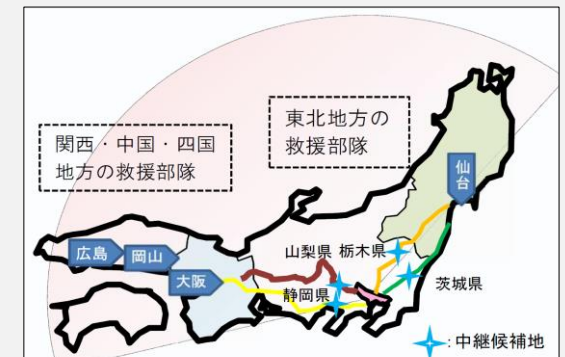 東北地方の
救援部隊
関西・中国・四国
地方の救援部隊
仙台
広島
岡山
大阪
山梨県
栃木県
静岡県
茨城県
:中継候補地